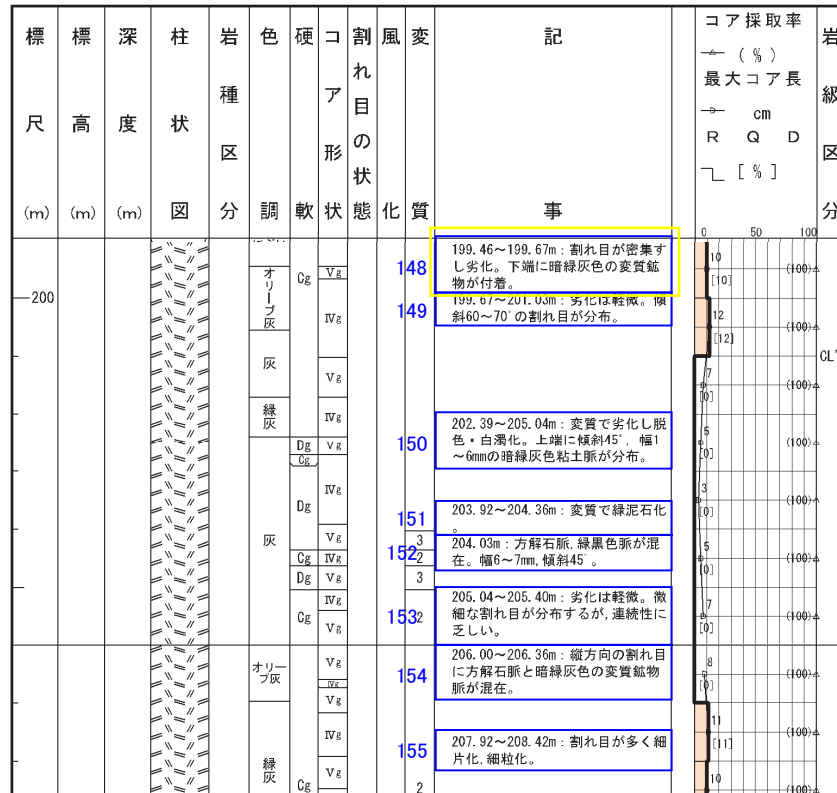 標尺(m)
標高(m)
深度(m)
柱状図
岩種区分
色調
硬軟
コア形状
割れ目の状態
風化
変質
記事
コア採取率
(%)
最大コア長
cm
R Q D
[%]
岩級区分
0 50 100
148
199.46～199.67m：割れ目が密集す
し劣化。下端に暗緑灰色の変質鉱
物が付着。
149
199.67～201.03m：劣化は軽微。傾
斜60～70°の割れ目が分布。
150
202.39～205.04m：変質で劣化し脱
色・白濁化。上端に傾斜45°，幅1
～6mmの暗緑灰色粘土脈が分布。
151
203.92～204.36m：変質で緑泥石化
。
152
204.03m：方解石脈,緑黒色脈が混
在。幅6～7mm,傾斜45°。
153
205.04～205.40m：劣化は軽微。微
細な割れ目が分布するが,連続性に
乏しい。
154
206.00～206.36m：縦方向の割れ目
に方解石脈と暗緑灰色の変質鉱物
脈が混在。
155
207.92～208.42m：割れ目が多く細
片化,細粒化。
200
オリーブ灰
灰
緑灰
灰
オリーブ灰
緑灰
Cg
Dg
Cg
Dg
Cg
Dg
Cg
Cg
Vg
Ⅳg
Vg
Ⅳg
Vg
Ⅳg
Vg
Ⅳg
Vg
Ⅳg
Vg
Vg
Ⅳg
Vg
Ⅳg
Vg
3
2
3
2
2
10
(100)
[10]
12
(100)
[12]
7
(100)
[0]
5
(100)
[0]
3
(100)
[0]
5
(100)
[0]
7
(100)
[0]
8
(100)
[0]
11
(100)
[11]
10
(100)
CL'